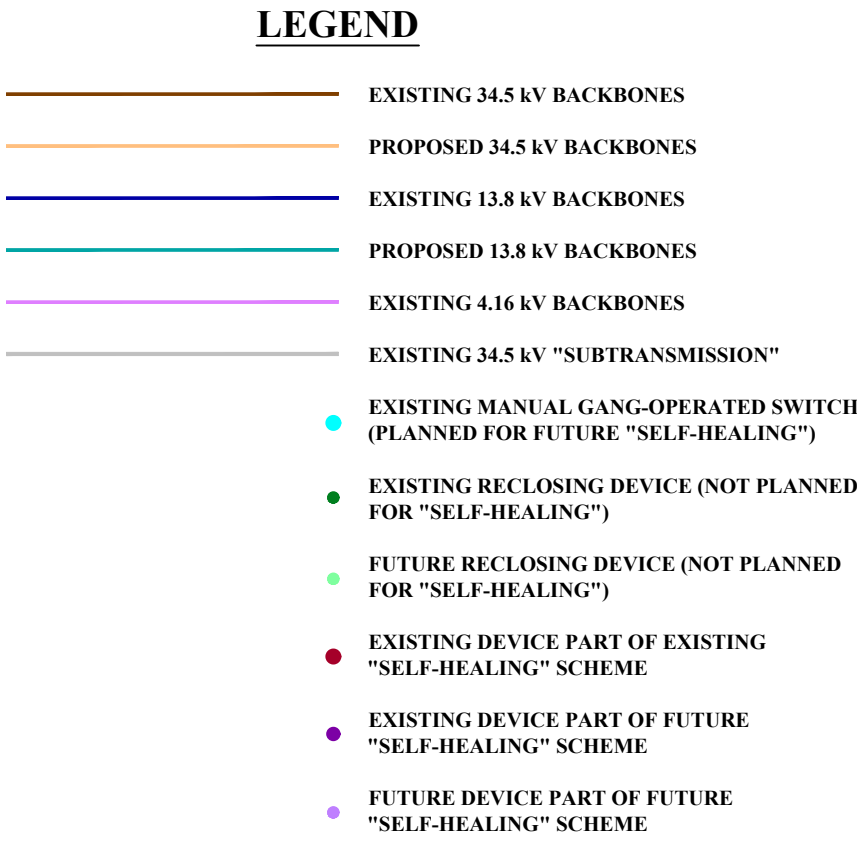 LEGEND
EXISTING 34.5 kV BACKBONES
PROPOSED 34.5 kV BACKBONES
EXISTING 13.8 kV BACKBONES
PROPOSED 13.8 kV BACKBONES
EXISTING 4.16 kV BACKBONES
EXISTING 34.5 kV "SUBTRANSMISSION"
EXISTING MANUAL GANG-OPERATED SWITCH
(PLANNED FOR FUTURE "SELF-HEALING")
EXISTING RECLOSING DEVICE (NOT PLANNED
FOR "SELF-HEALING")
FUTURE RECLOSING DEVICE (NOT PLANNED
FOR "SELF-HEALING")
EXISTING DEVICE PART OF EXISTING
"SELF-HEALING" SCHEME
EXISTING DEVICE PART OF FUTURE
"SELF-HEALING" SCHEME
FUTURE DEVICE PART OF FUTURE
"SELF-HEALING" SCHEME